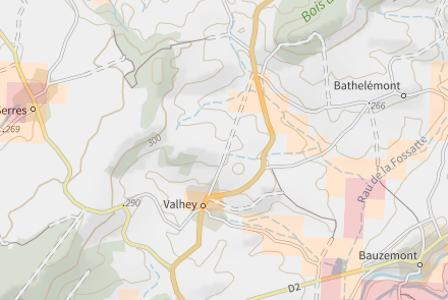 Bois
Bathelémont
.266
Serres
.269
300
Rau de la Fossatte
.290
Valhey
Bauzemont
D2